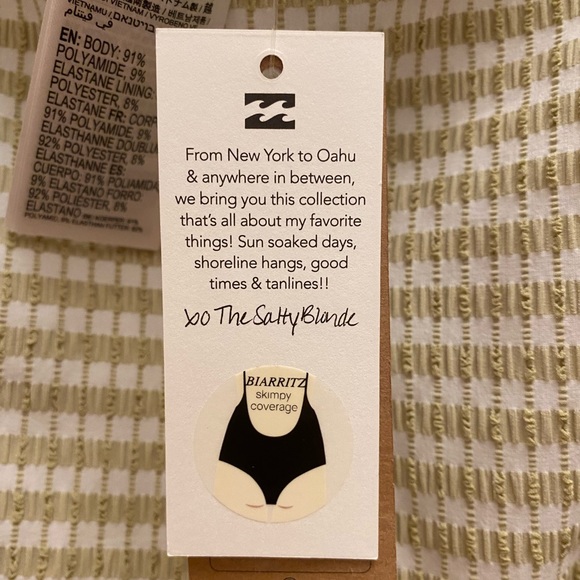 EN: BODY: 91%
POLYAMIDE, 9%
ELASTANE LINING:
POLYESTER, 8%
ELASTANE FR: CORP
91% POLYAMIDE, 9%
ELASTHANNE DOUBLU
92% POLYESTER, 8%
ELASTHANNE ES:
CUERPO: 91% POLIAMIDA
9% ELASTANO FORRO
92% POLIÉSTER, 8%
ELASTANO
From New York to Oahu
& anywhere in between,
we bring you this collection
that's all about my favorite
things! Sun soaked days,
shoreline hangs, good
times & tanlines!!
xo The Salty Blonde
BIARRITZ
skimpy
coverage